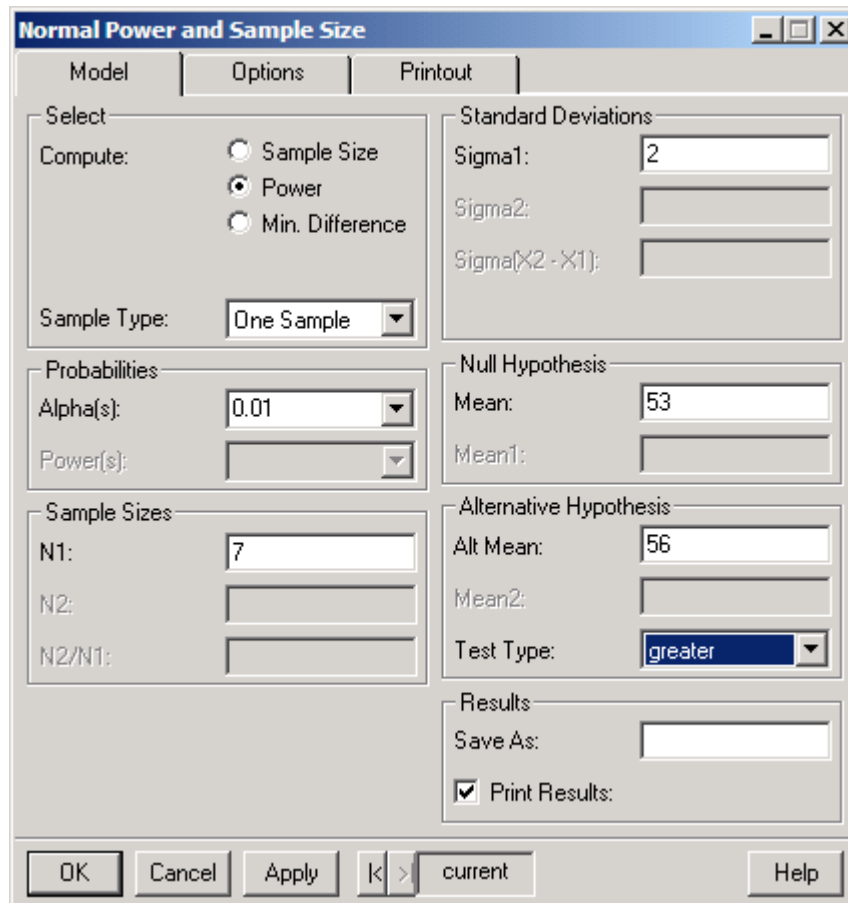 Normal Power and Sample Size
Model Options Printout
Select
Compute:
Sample Size
Power
Min. Difference
Sample Type: One Sample
Probabilities
Alpha(s): 0.01
Power(s):
Sample Sizes
N1: 7
N2:
N2/N1:
Standard Deviations
Sigma1: 2
Sigma2:
Sigma(X2 - X1):
Null Hypothesis
Mean: 53
Mean1:
Alternative Hypothesis
Alt Mean: 56
Mean2:
Test Type: greater
Results
Save As:
Print Results:
OK Cancel Apply current Help